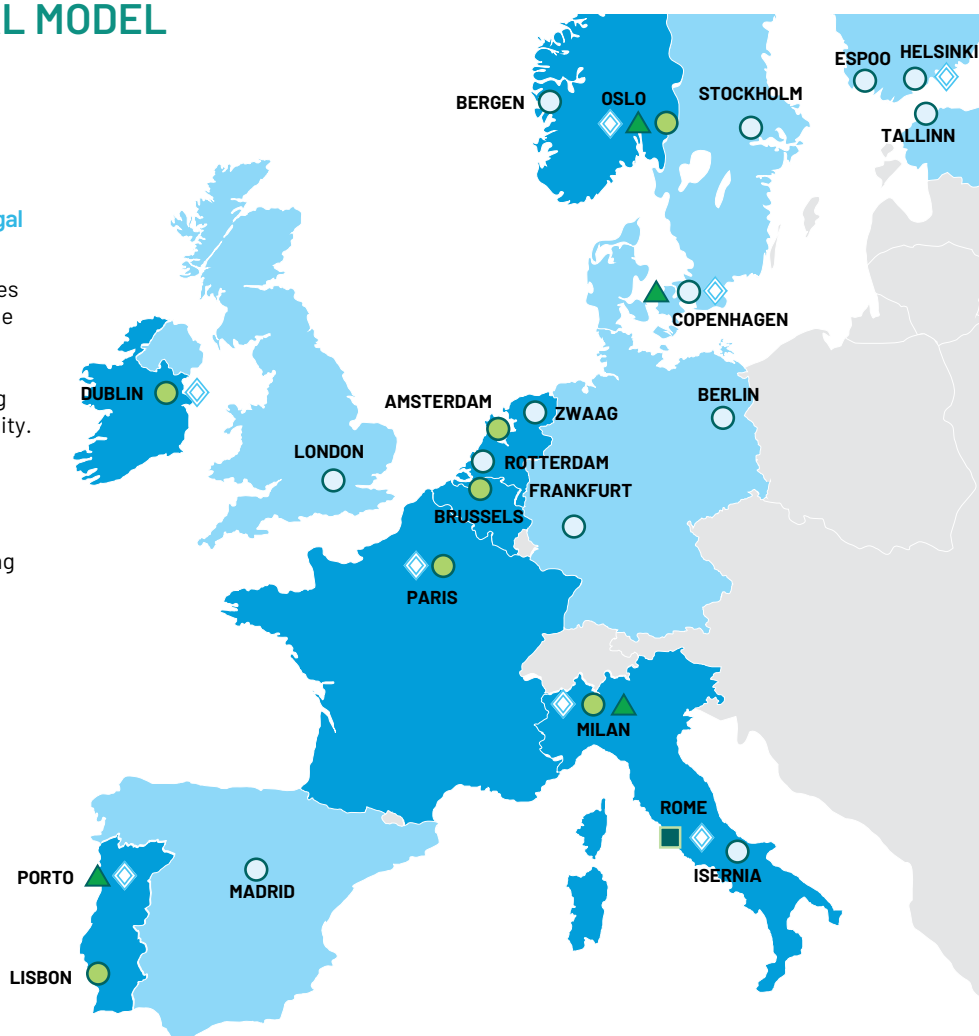 L MODEL
gal
es
e
g
ity.
ng
BERGEN
OSLO
STOCKHOLM
ESPOO
HELSINKI
TALLINN
COPENHAGEN
DUBLIN
LONDON
AMSTERDAM
ZWAAG
BERLIN
ROTTERDAM
FRANKFURT
BRUSSELS
PARIS
MILAN
ROME
ISERNIA
PORTO
MADRID
LISBON